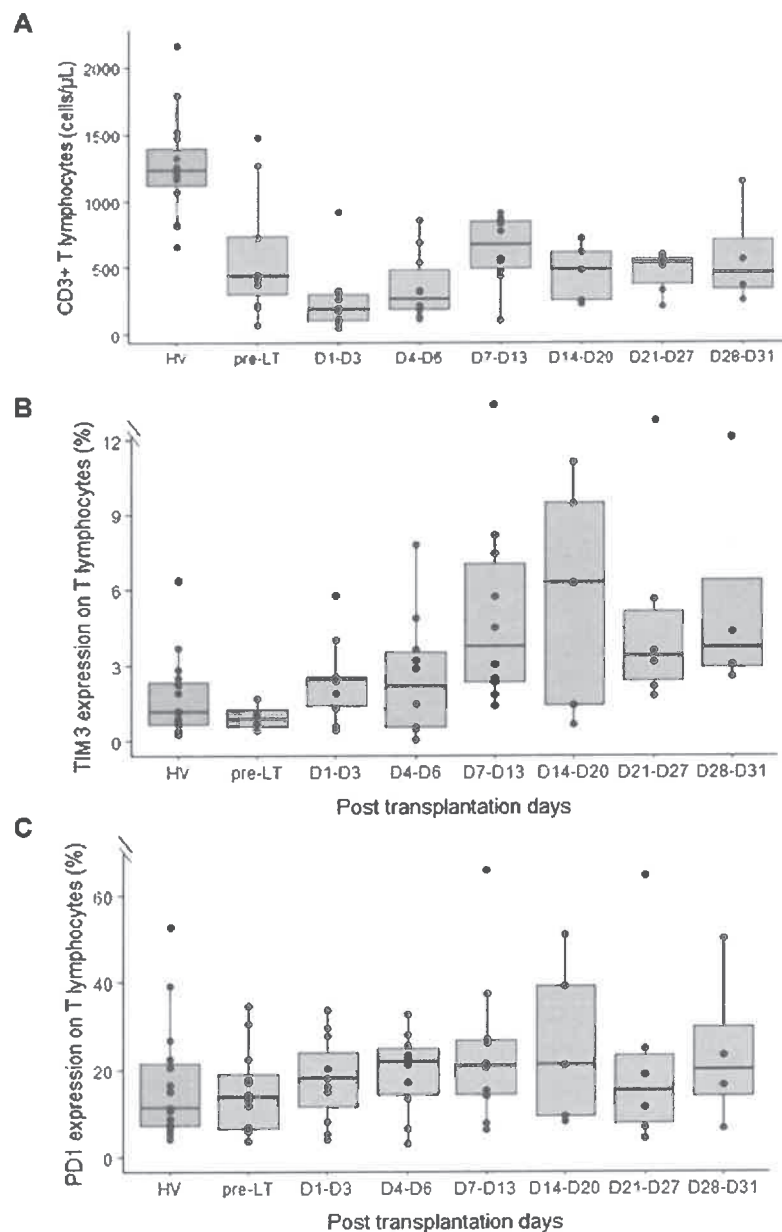 A
CD3+ T lymphocytes (cells/µL)
2000
1500
1000
500
0
HV pre-LT D1-D3 D4-D6 D7-D13 D14-D20 D21-D27 D28-D31
B
TIM3 expression on T lymphocytes (%)
12
9
6
3
0
HV pre-LT D1-D3 D4-D6 D7-D13 D14-D20 D21-D27 D28-D31
Post transplantation days
C
PD1 expression on T lymphocytes (%)
60
40
20
0
HV pre-LT D1-D3 D4-D6 D7-D13 D14-D20 D21-D27 D28-D31
Post transplantation days